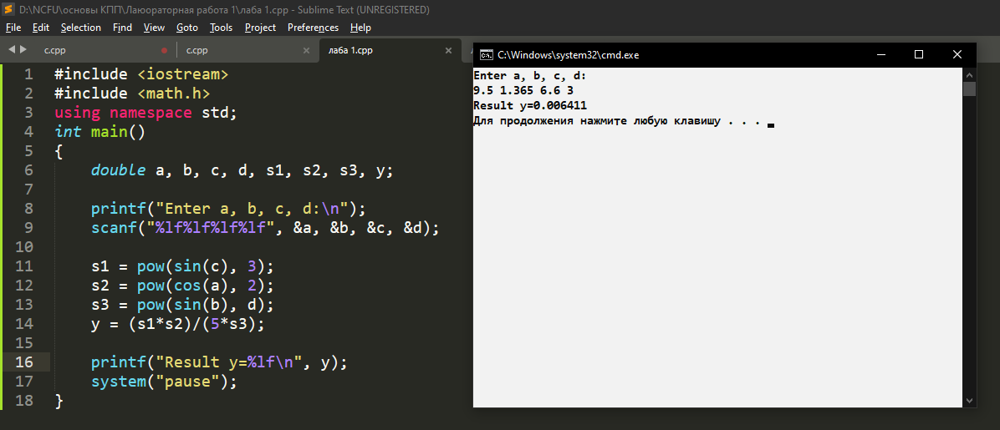 D:\NCFU\основы КПП\Лаюораторная работа 1\лаба 1.cpp - Sublime Text (UNREGISTERED)
File Edit Selection Find View Goto Tools Project Preferences Help
c.cpp c.cpp лаба 1.cpp
1 #include <iostream>
2 #include <math.h>
3 using namespace std;
4 int main()
5 {
6 double a, b, c, d, s1, s2, s3, y;
7
8 printf("Enter a, b, c, d:\n");
9 scanf("%lf%lf%lf%lf", &a, &b, &c, &d);
10
11 s1 = pow(sin(c), 3);
12 s2 = pow(cos(a), 2);
13 s3 = pow(sin(b), d);
14 y = (s1*s2)/(5*s3);
15
16 printf("Result y=%lf\n", y);
17 system("pause");
18 }
C:\Windows\system32\cmd.exe
Enter a, b, c, d:
9.5 1.365 6.6 3
Result y=0.006411
Для продолжения нажмите любую клавишу . . .